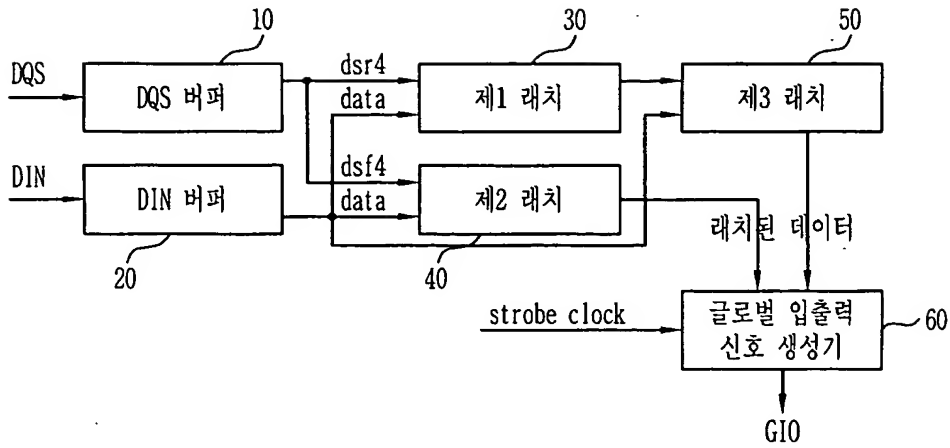 10
30
50
DQS
DQS 버퍼
dsr4
data
제1 래치
제3 래치
DIN
DIN 버퍼
dsf4
data
제2 래치
20
40
래치된 데이터
strobe clock
글로벌 입출력
신호 생성기
60
GIO